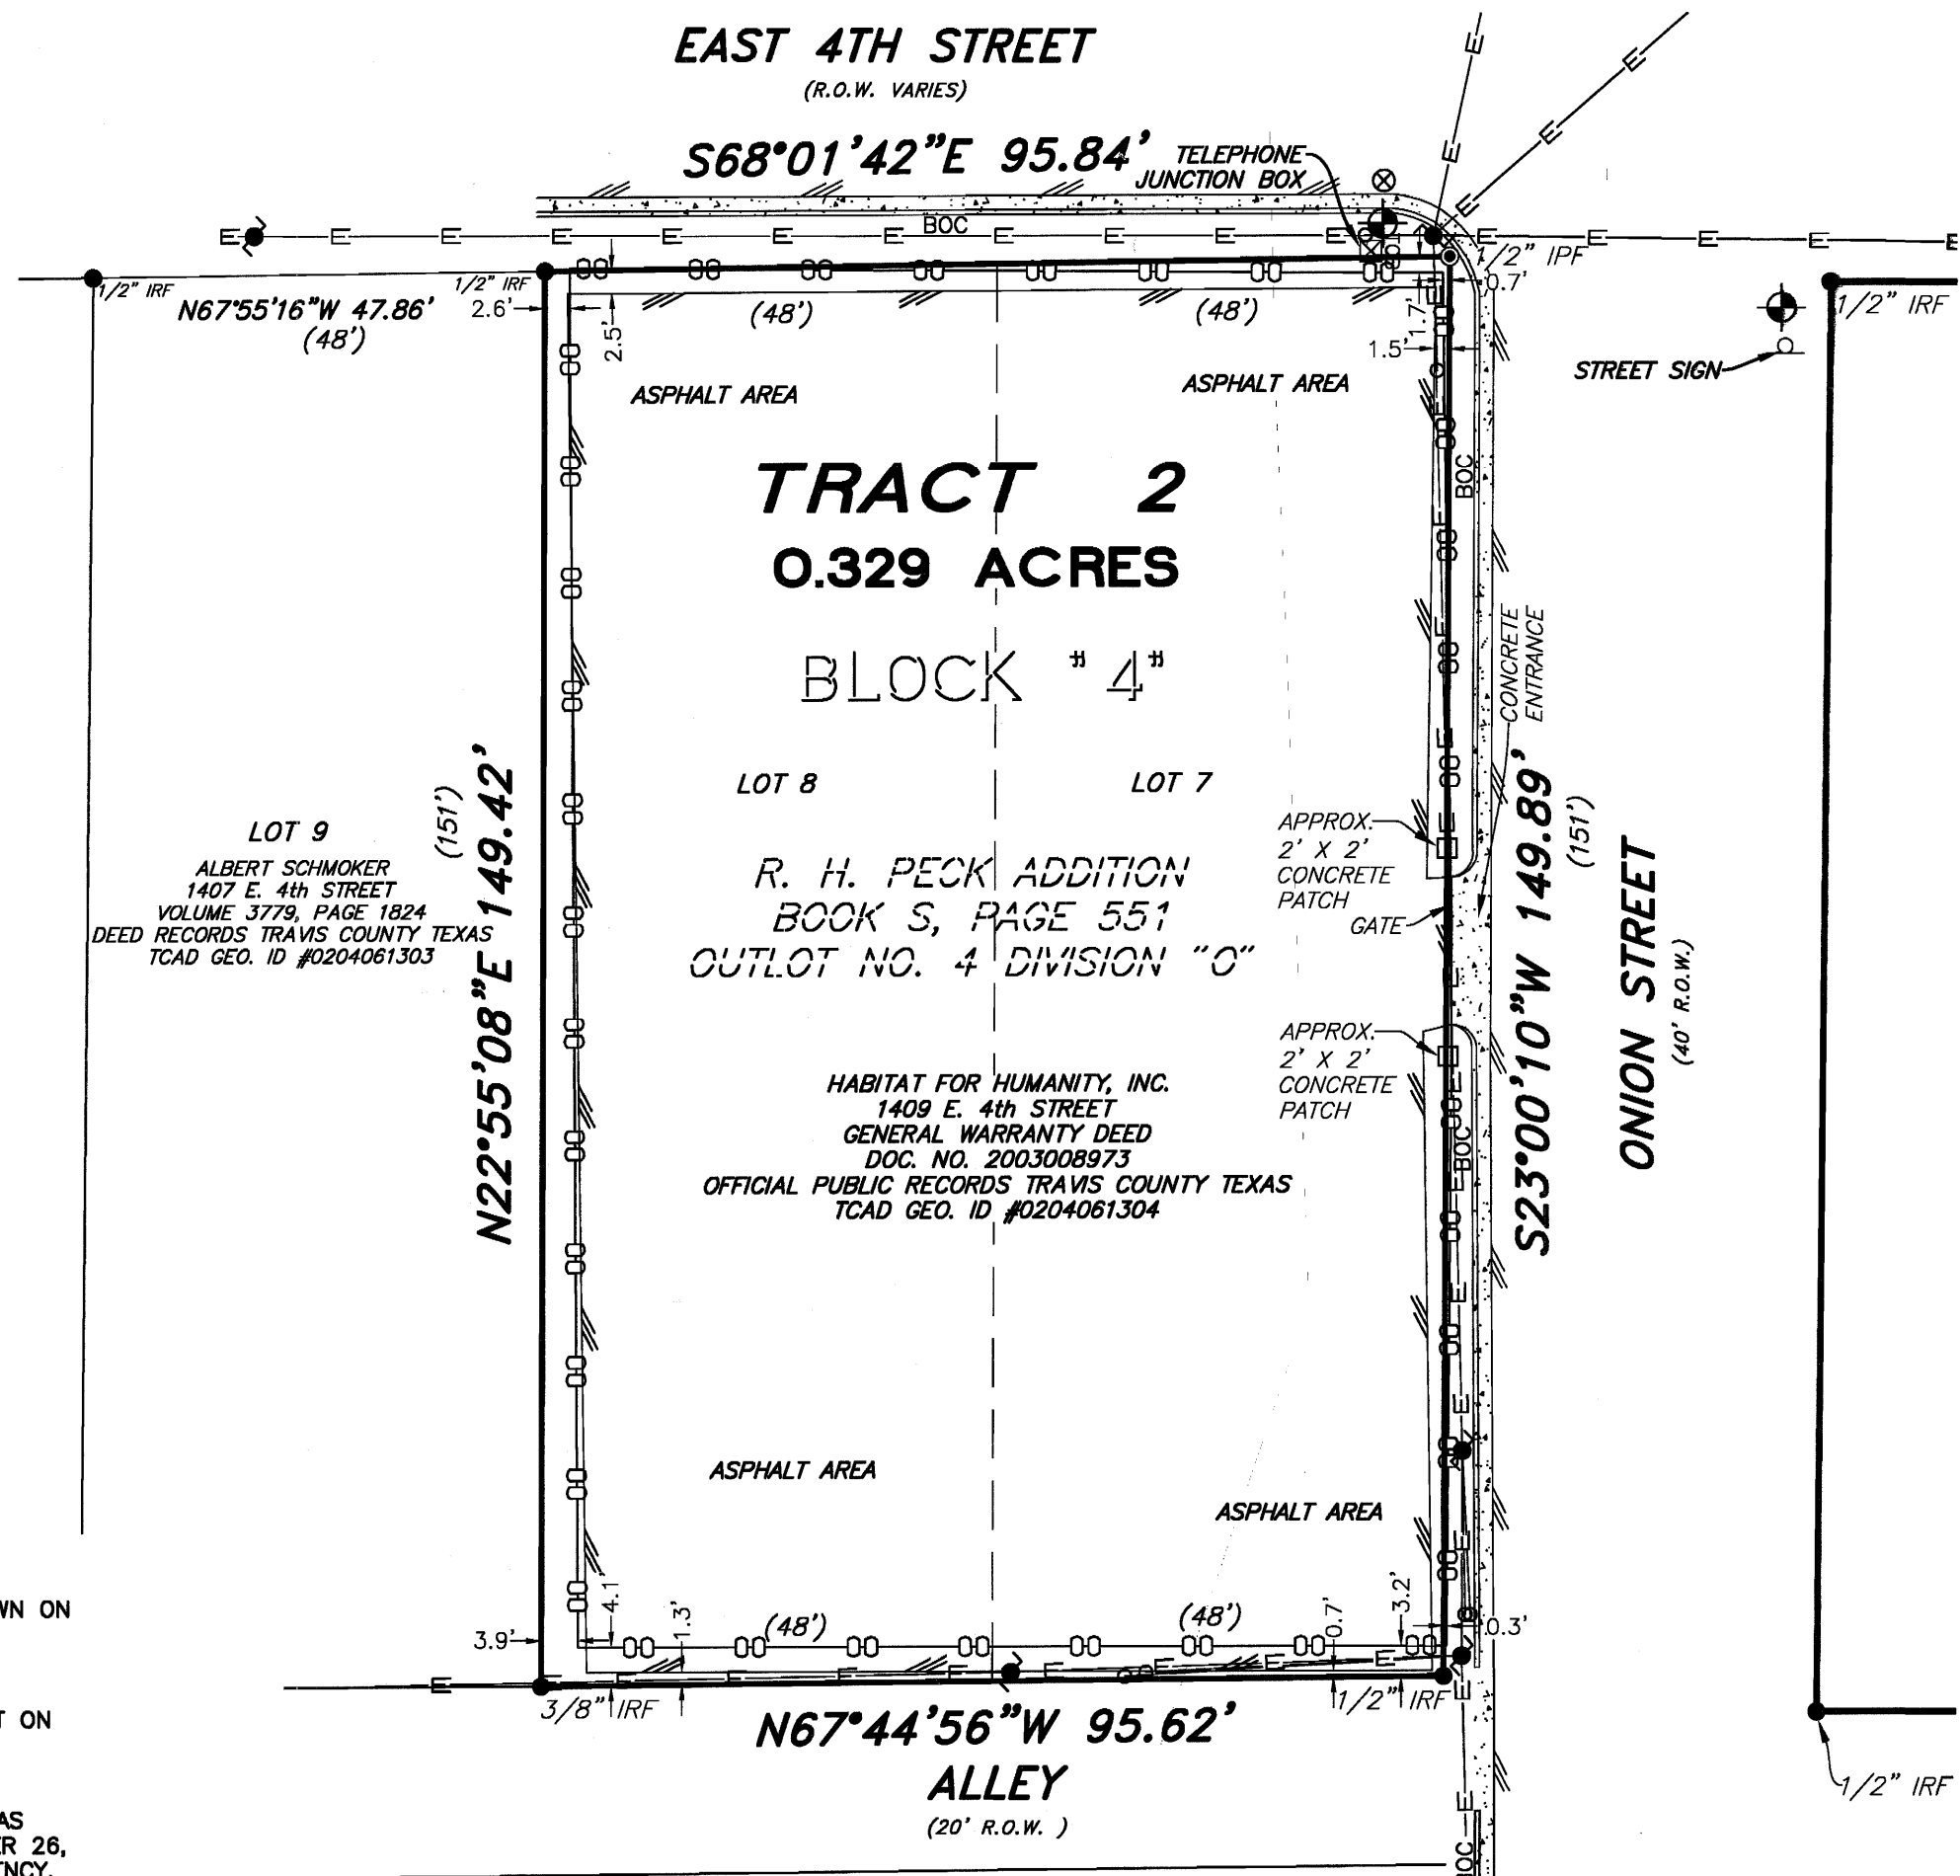 EAST 4TH STREET
(R.O.W. VARIES)
S68°01'42"E 95.84'
TELEPHONE
JUNCTION BOX
BOC
1/2" IRF
N67°55'16"W 47.86'
(48')
1/2" IRF
2.6'
2.5'
(48')
(48')
1.7'
1.5'
1/2" IPF
0.7'
1/2" IRF
STREET SIGN
ASPHALT AREA
ASPHALT AREA
TRACT 2
0.329 ACRES
BLOCK "4"
BOC
CONCRETE
ENTRANCE
LOT 8
LOT 7
LOT 9
ALBERT SCHMOKER
1407 E. 4th STREET
VOLUME 3779, PAGE 1824
DEED RECORDS TRAVIS COUNTY TEXAS
TCAD GEO. ID #0204061303
(151')
N22°55'08"E 149.42'
R. H. PECK ADDITION
BOOK S, PAGE 551
OUTLOT NO. 4 DIVISION "O"
APPROX.
2' X 2'
CONCRETE
PATCH
GATE
S23°00'10"W 149.89'
(151')
ONION STREET
(40' R.O.W.)
APPROX.
2' X 2'
CONCRETE
PATCH
BOC
HABITAT FOR HUMANITY, INC.
1409 E. 4th STREET
GENERAL WARRANTY DEED
DOC. NO. 2003008973
OFFICIAL PUBLIC RECORDS TRAVIS COUNTY TEXAS
TCAD GEO. ID #0204061304
ASPHALT AREA
ASPHALT AREA
WN ON
3.9'
4.1'
1.3'
(48')
(48')
0.7'
3.2'
0.3'
3/8" IRF
1/2" IRF
N67°44'56"W 95.62'
T ON
ALLEY
(20' R.O.W. )
1/2" IRF
AS
ER 26,
ENCY.
BOC